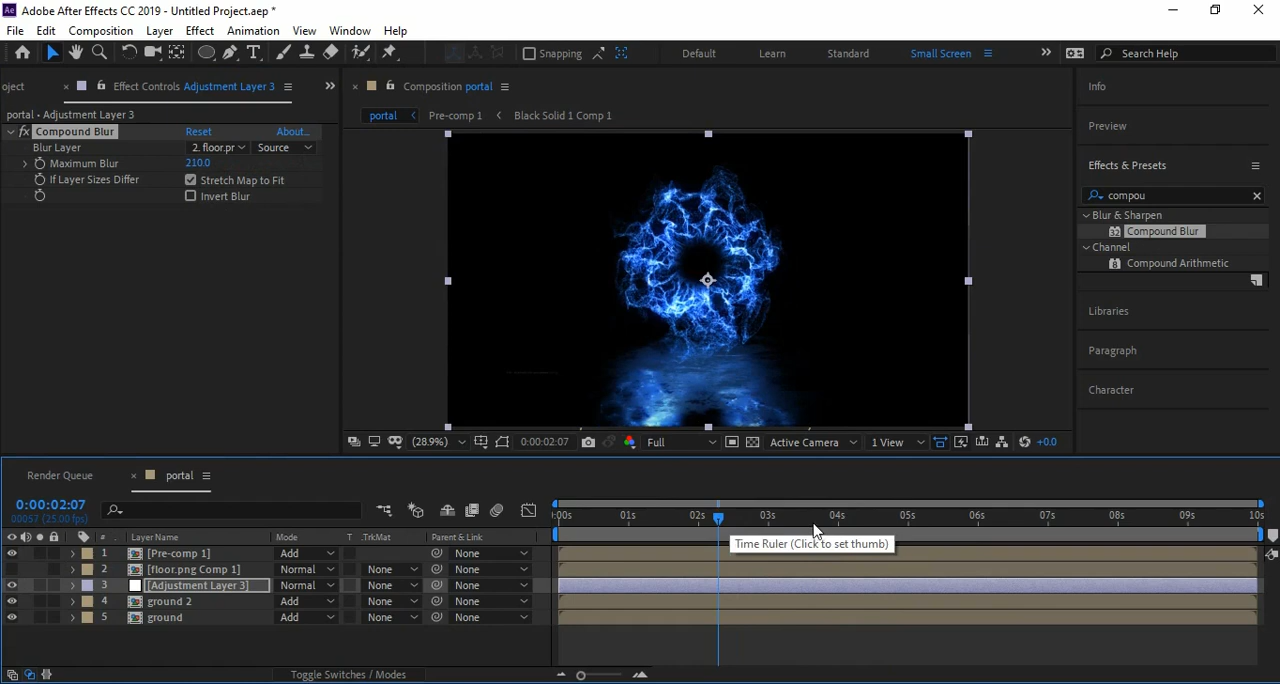 Ae Adobe After Effects CC 2019 - Untitled Project.aep *
File Edit Composition Layer Effect Animation View Window Help
Snapping Default Learn Standard Small Screen Search Help
oject Effect Controls Adjustment Layer 3 Composition portal Info
portal • Adjustment Layer 3 portal Pre-comp 1 Black Solid 1 Comp 1
fx Compound Blur Reset About... Preview
Blur Layer 2. floor.pr Source
Maximum Blur 210.0 Effects & Presets
If Layer Sizes Differ Stretch Map to Fit
Invert Blur compou
Blur & Sharpen
32 Compound Blur
Channel
8 Compound Arithmetic
Libraries
Paragraph
Character
(28.9%) 0:00:02:07 Full Active Camera 1 View +0.0
Render Queue portal
0:00:02:07
00057 (25.00 fps)
:00s 01s 02s 03s 04s 05s 06s 07s 08s 09s 10s
# Layer Name Mode T .TrkMat Parent & Link
Time Ruler (Click to set thumb)
1 [Pre-comp 1] Add None
2 [floor.png Comp 1] Normal None None
3 [Adjustment Layer 3] Normal None None
4 ground 2 Add None None
5 ground Add None None
Toggle Switches / Modes